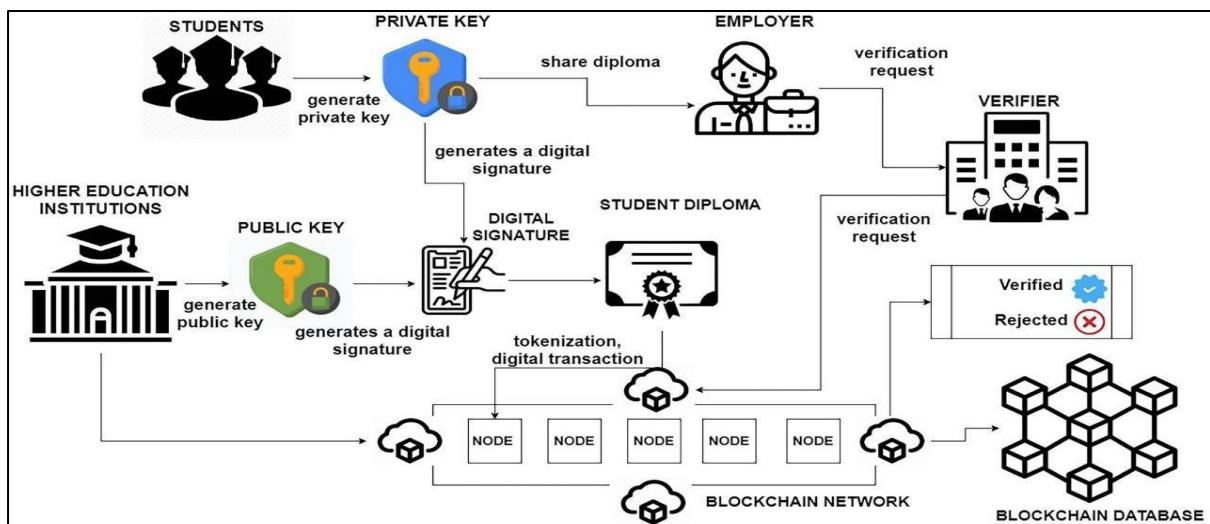 STUDENTS
PRIVATE KEY
EMPLOYER
generate
private key
share diploma
verification
request
VERIFIER
generates a digital
signature
HIGHER EDUCATION
INSTITUTIONS
PUBLIC KEY
DIGITAL
SIGNATURE
STUDENT DIPLOMA
verification
request
generate
public key
generates a digital
signature
Verified
Rejected
tokenization,
digital transaction
NODE
NODE
NODE
NODE
NODE
BLOCKCHAIN NETWORK
BLOCKCHAIN DATABASE